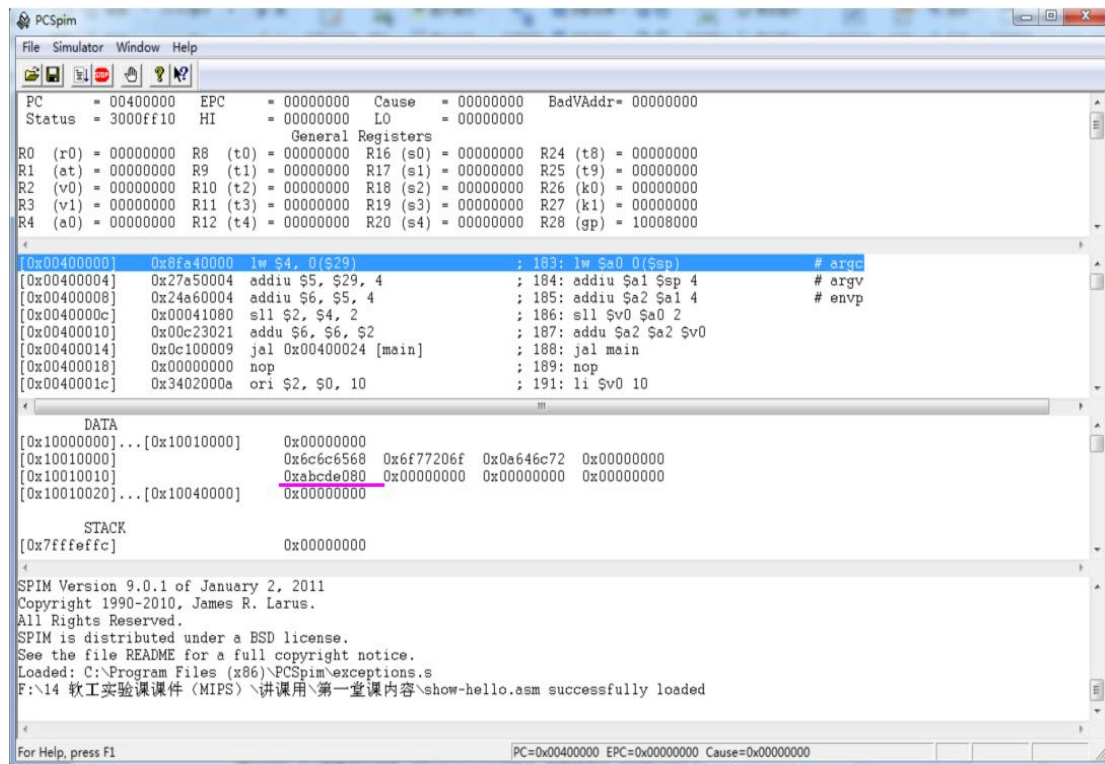 PCSpim
File Simulator Window Help
PC = 00400000 EPC = 00000000 Cause = 00000000 BadVAddr= 00000000
Status = 3000ff10 HI = 00000000 LO = 00000000
General Registers
R0 (r0) = 00000000 R8 (t0) = 00000000 R16 (s0) = 00000000 R24 (t8) = 00000000
R1 (at) = 00000000 R9 (t1) = 00000000 R17 (s1) = 00000000 R25 (t9) = 00000000
R2 (v0) = 00000000 R10 (t2) = 00000000 R18 (s2) = 00000000 R26 (k0) = 00000000
R3 (v1) = 00000000 R11 (t3) = 00000000 R19 (s3) = 00000000 R27 (k1) = 00000000
R4 (a0) = 00000000 R12 (t4) = 00000000 R20 (s4) = 00000000 R28 (gp) = 10008000
[0x00400000] 0x8fa40000 lw $4, 0($29) ; 183: lw $a0 0($sp) # argc
[0x00400004] 0x27a50004 addiu $5, $29, 4 ; 184: addiu $a1 $sp 4 # argv
[0x00400008] 0x24a60004 addiu $6, $5, 4 ; 185: addiu $a2 $a1 4 # envp
[0x0040000c] 0x00041080 sll $2, $4, 2 ; 186: sll $v0 $a0 2
[0x00400010] 0x00c23021 addu $6, $6, $2 ; 187: addu $a2 $a2 $v0
[0x00400014] 0x0c100009 jal 0x00400024 [main] ; 188: jal main
[0x00400018] 0x00000000 nop ; 189: nop
[0x0040001c] 0x3402000a ori $2, $0, 10 ; 191: li $v0 10
DATA
[0x10000000]...[0x10010000] 0x00000000
[0x10010000] 0x6c6c6568 0x6f77206f 0x0a646c72 0x00000000
[0x10010010] 0xabcde080 0x00000000 0x00000000 0x00000000
[0x10010020]...[0x10040000] 0x00000000
STACK
[0x7fffeffc] 0x00000000
SPIM Version 9.0.1 of January 2, 2011
Copyright 1990-2010, James R. Larus.
All Rights Reserved.
SPIM is distributed under a BSD license.
See the file README for a full copyright notice.
Loaded: C:\Program Files (x86)\PCSpim\exceptions.s
F:\14 软工实验课课件（MIPS）\讲课用\第一堂课内容\show-hello.asm successfully loaded
For Help, press F1 PC=0x00400000 EPC=0x00000000 Cause=0x00000000